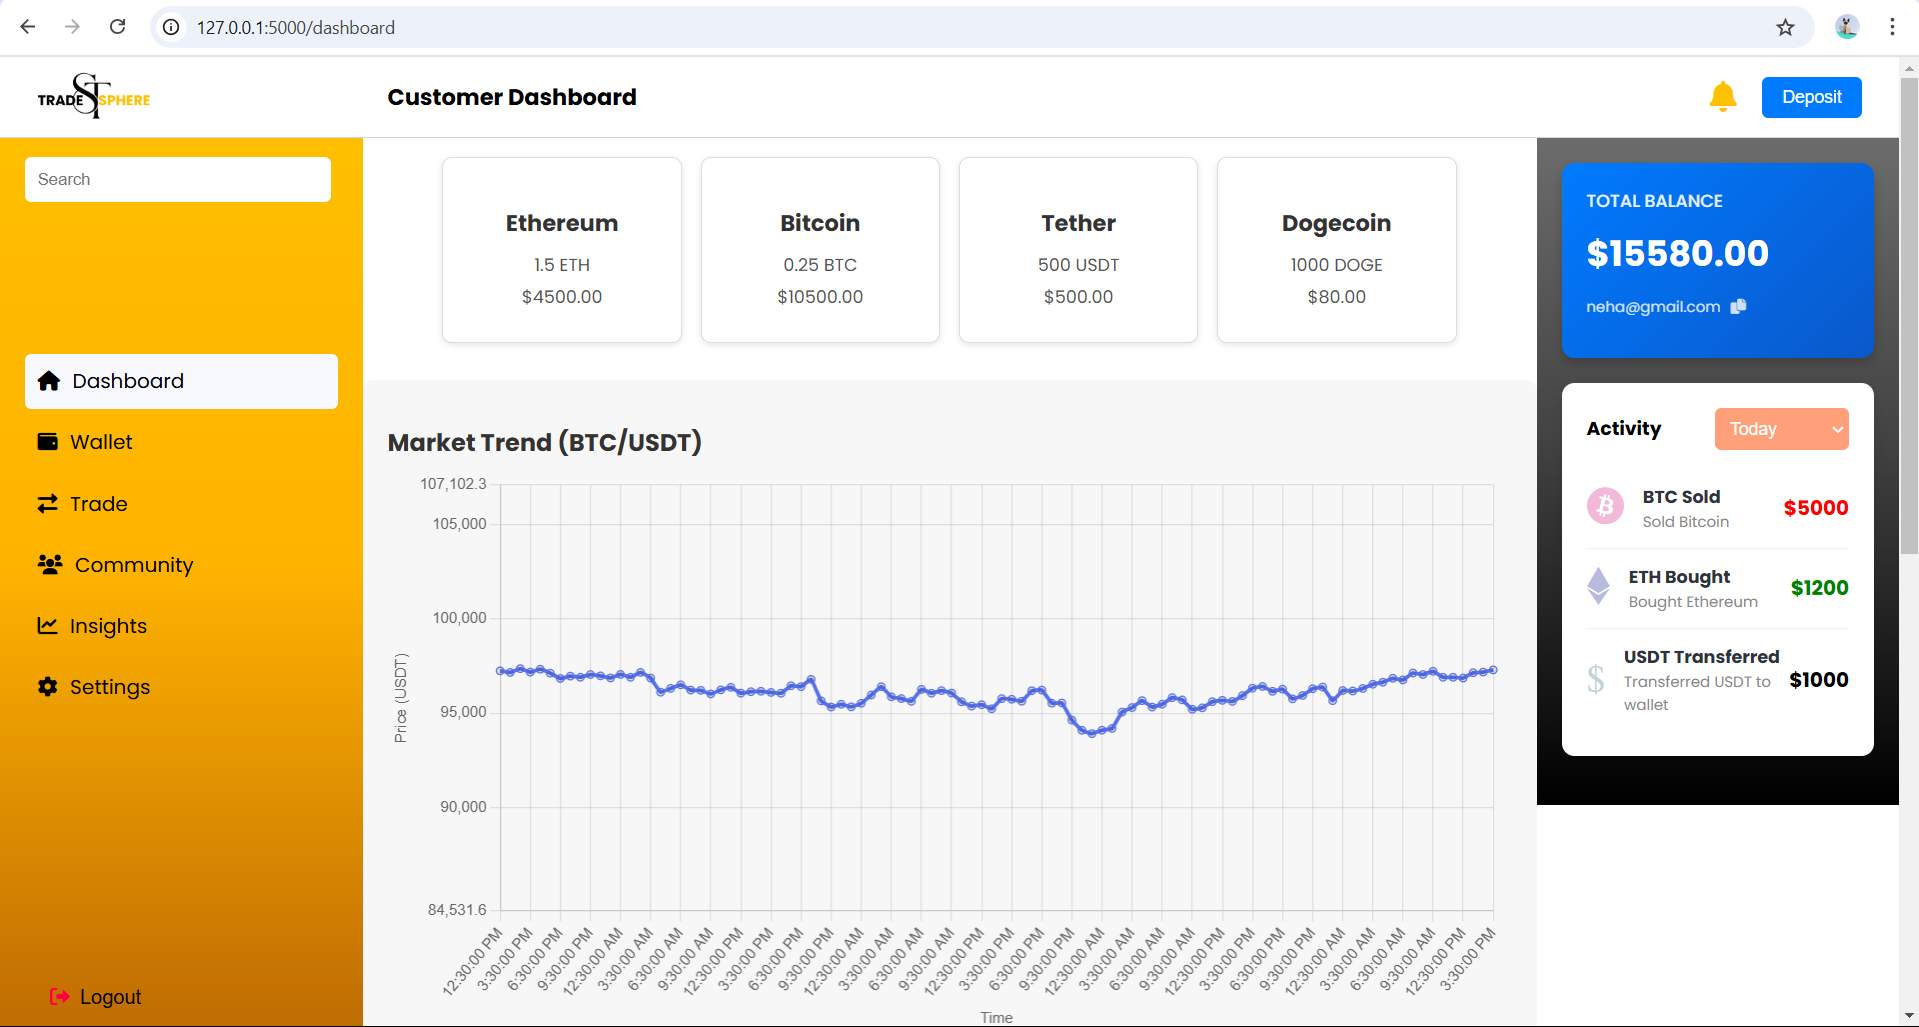 127.0.0.1:5000/dashboard
TRADE ST SPHERE
Customer Dashboard
Deposit
Search
Dashboard
Wallet
Trade
Community
Insights
Settings
Logout
Ethereum
1.5 ETH
$4500.00
Bitcoin
0.25 BTC
$10500.00
Tether
500 USDT
$500.00
Dogecoin
1000 DOGE
$80.00
Market Trend (BTC/USDT)
107,102.3
105,000
100,000
95,000
90,000
84,531.6
Price (USDT)
12:30:00 PM
3:30:00 PM
6:30:00 PM
9:30:00 PM
12:30:00 AM
3:30:00 AM
6:30:00 AM
9:30:00 AM
12:30:00 PM
3:30:00 PM
6:30:00 PM
9:30:00 PM
12:30:00 AM
3:30:00 AM
6:30:00 AM
9:30:00 AM
12:30:00 PM
3:30:00 PM
6:30:00 PM
9:30:00 PM
12:30:00 AM
3:30:00 AM
6:30:00 AM
9:30:00 AM
12:30:00 PM
3:30:00 PM
6:30:00 PM
9:30:00 PM
12:30:00 AM
3:30:00 AM
6:30:00 AM
9:30:00 AM
12:30:00 PM
3:30:00 PM
Time
TOTAL BALANCE
$15580.00
neha@gmail.com
Activity
Today
BTC Sold
Sold Bitcoin
$5000
ETH Bought
Bought Ethereum
$1200
USDT Transferred
Transferred USDT to
wallet
$1000